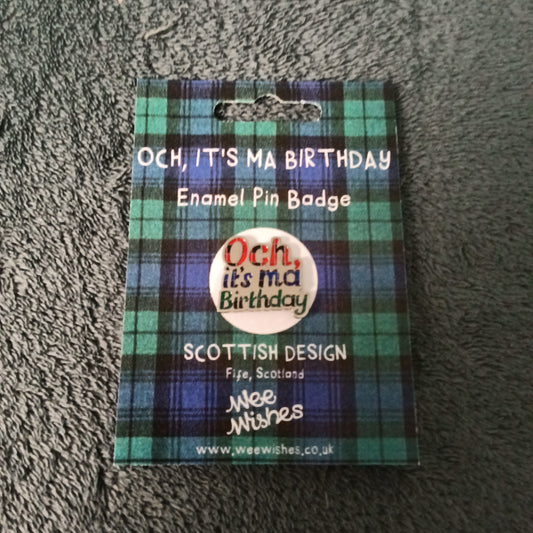 OCH, IT'S MA BIRTHDAY
Enamel Pin Badge
Och,
it's ma
Birthday
SCOTTISH DESIGN
Fife, Scotland
Wee
Wishes
www.weewishes.co.uk